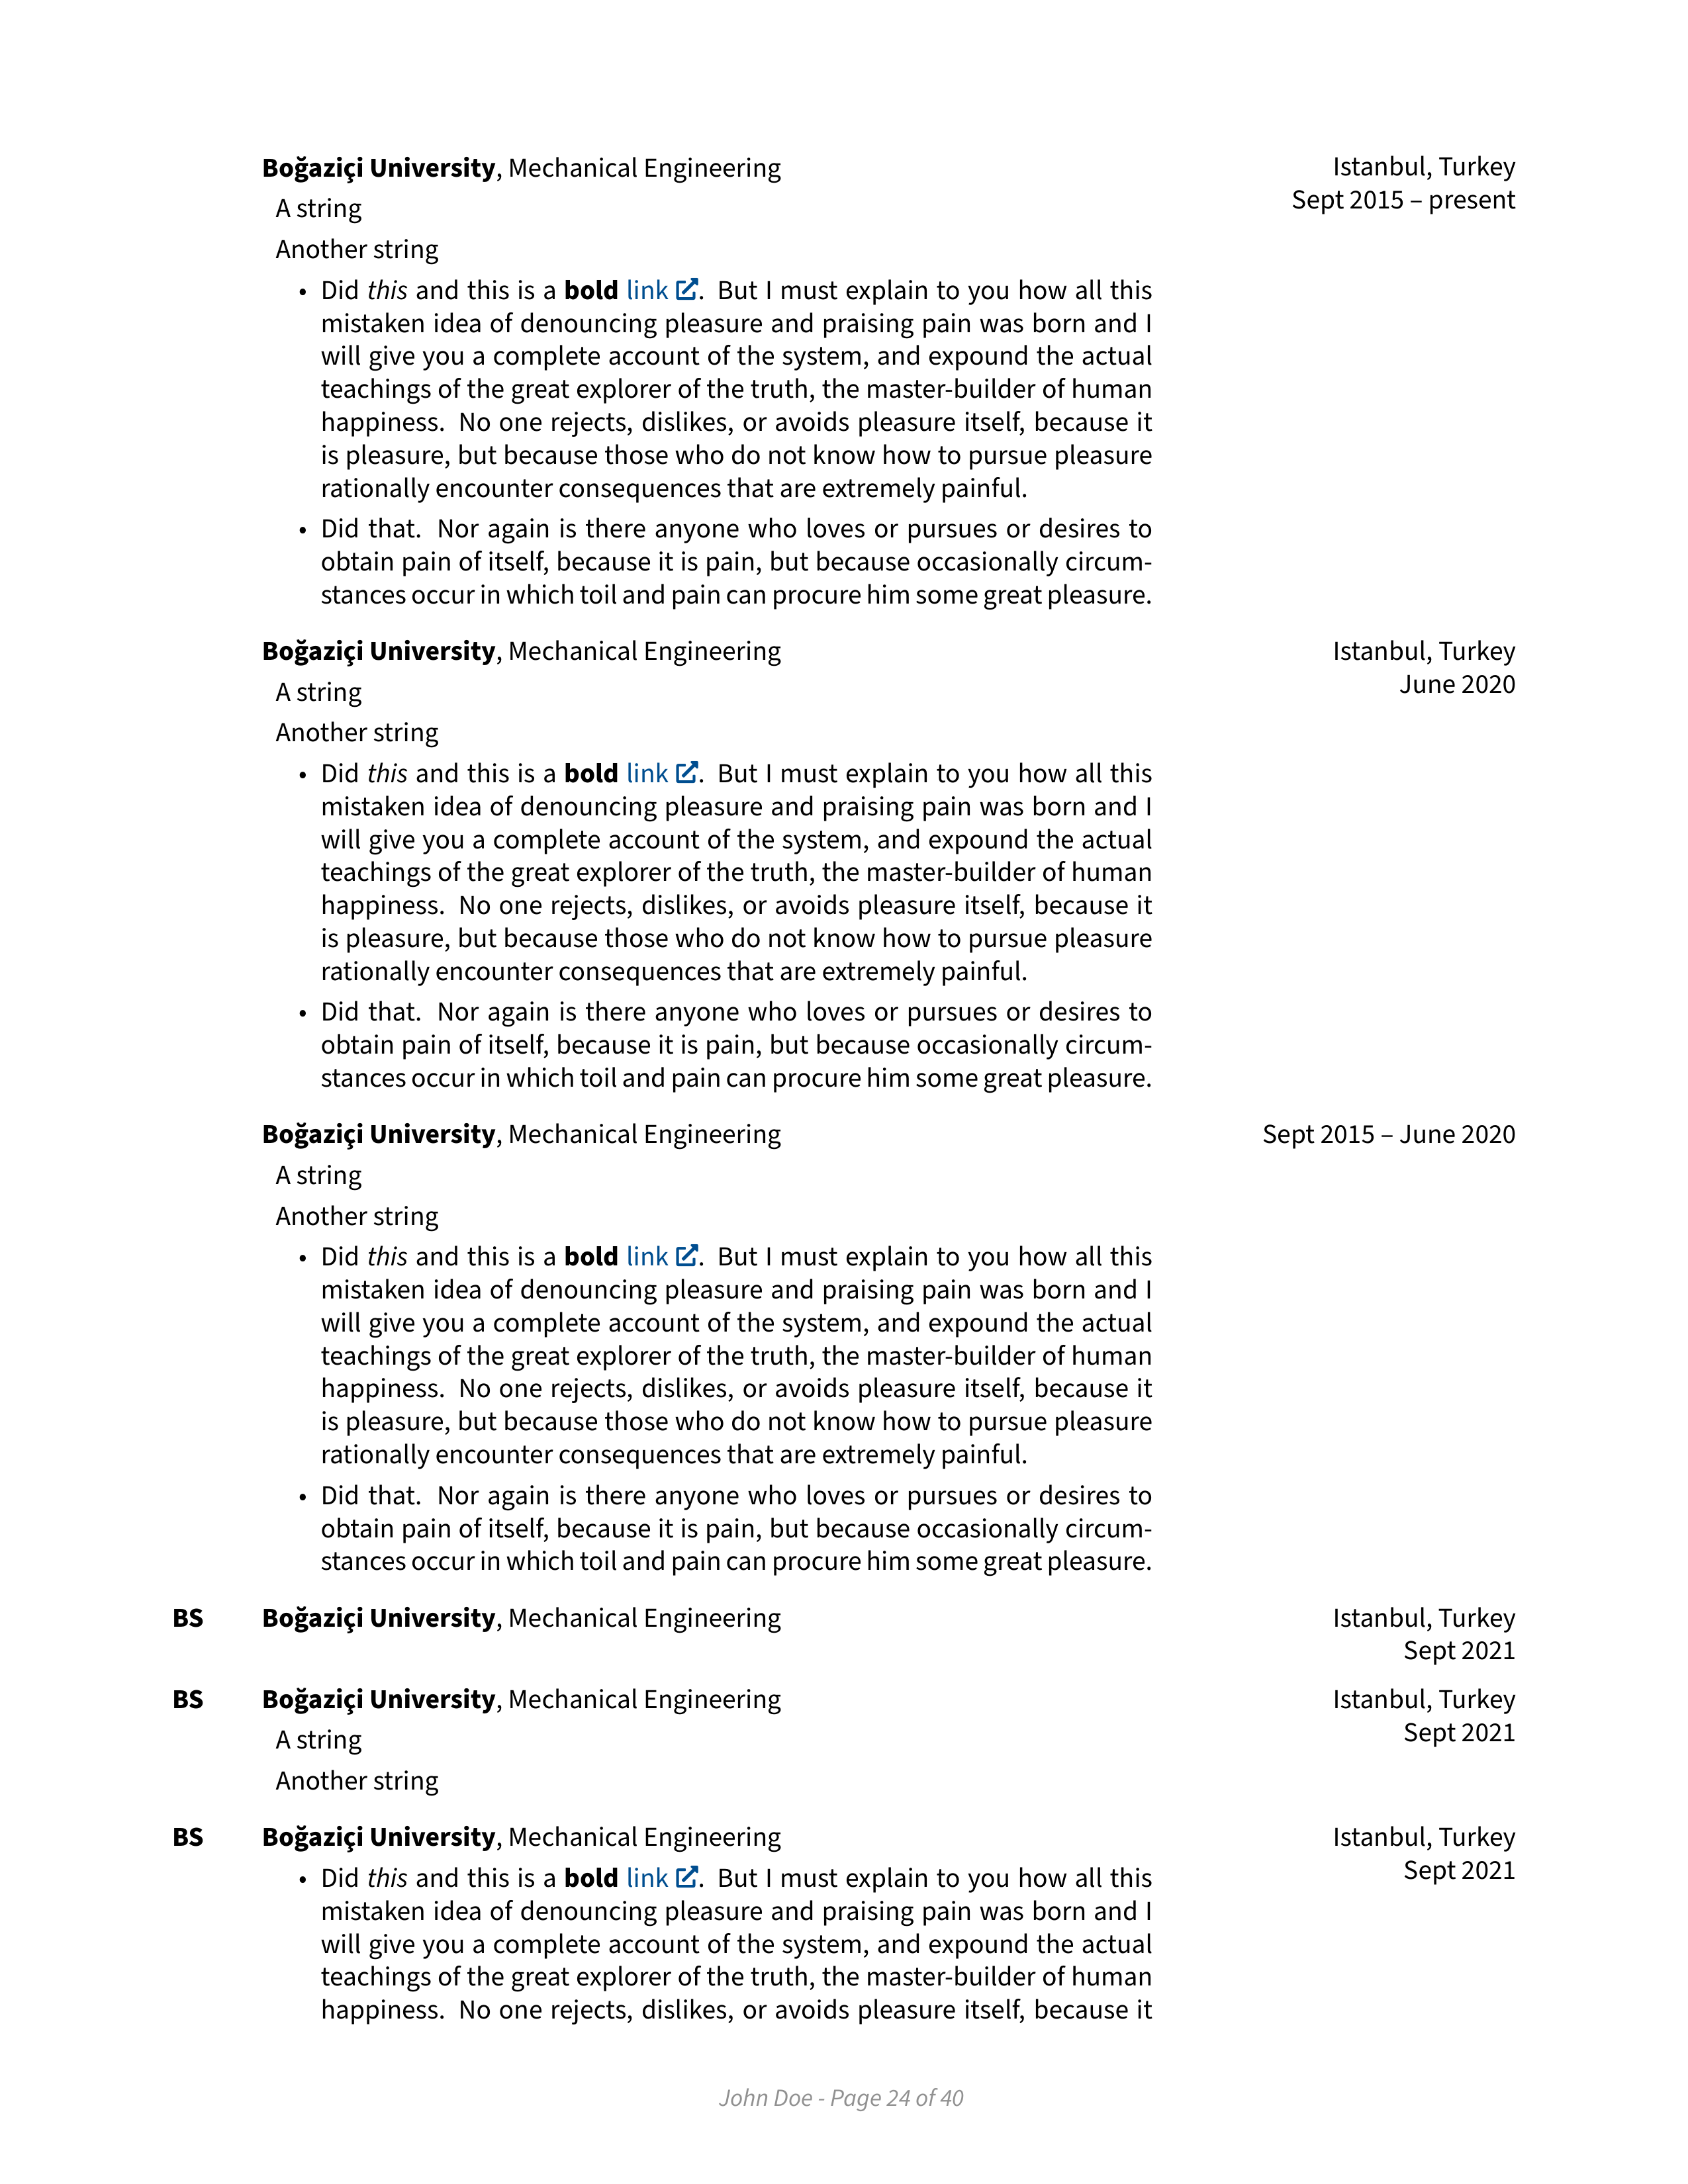 Boğaziçi University, Mechanical Engineering
Istanbul, Turkey
Sept 2015 – present
A string
Another string
• Did this and this is a bold link. But I must explain to you how all this
mistaken idea of denouncing pleasure and praising pain was born and I
will give you a complete account of the system, and expound the actual
teachings of the great explorer of the truth, the master-builder of human
happiness. No one rejects, dislikes, or avoids pleasure itself, because it
is pleasure, but because those who do not know how to pursue pleasure
rationally encounter consequences that are extremely painful.
• Did that. Nor again is there anyone who loves or pursues or desires to
obtain pain of itself, because it is pain, but because occasionally circum-
stances occur in which toil and pain can procure him some great pleasure.
Boğaziçi University, Mechanical Engineering
Istanbul, Turkey
June 2020
A string
Another string
• Did this and this is a bold link. But I must explain to you how all this
mistaken idea of denouncing pleasure and praising pain was born and I
will give you a complete account of the system, and expound the actual
teachings of the great explorer of the truth, the master-builder of human
happiness. No one rejects, dislikes, or avoids pleasure itself, because it
is pleasure, but because those who do not know how to pursue pleasure
rationally encounter consequences that are extremely painful.
• Did that. Nor again is there anyone who loves or pursues or desires to
obtain pain of itself, because it is pain, but because occasionally circum-
stances occur in which toil and pain can procure him some great pleasure.
Boğaziçi University, Mechanical Engineering
Sept 2015 – June 2020
A string
Another string
• Did this and this is a bold link. But I must explain to you how all this
mistaken idea of denouncing pleasure and praising pain was born and I
will give you a complete account of the system, and expound the actual
teachings of the great explorer of the truth, the master-builder of human
happiness. No one rejects, dislikes, or avoids pleasure itself, because it
is pleasure, but because those who do not know how to pursue pleasure
rationally encounter consequences that are extremely painful.
• Did that. Nor again is there anyone who loves or pursues or desires to
obtain pain of itself, because it is pain, but because occasionally circum-
stances occur in which toil and pain can procure him some great pleasure.
BS
Boğaziçi University, Mechanical Engineering
Istanbul, Turkey
Sept 2021
BS
Boğaziçi University, Mechanical Engineering
Istanbul, Turkey
Sept 2021
A string
Another string
BS
Boğaziçi University, Mechanical Engineering
Istanbul, Turkey
Sept 2021
• Did this and this is a bold link. But I must explain to you how all this
mistaken idea of denouncing pleasure and praising pain was born and I
will give you a complete account of the system, and expound the actual
teachings of the great explorer of the truth, the master-builder of human
happiness. No one rejects, dislikes, or avoids pleasure itself, because it
John Doe - Page 24 of 40